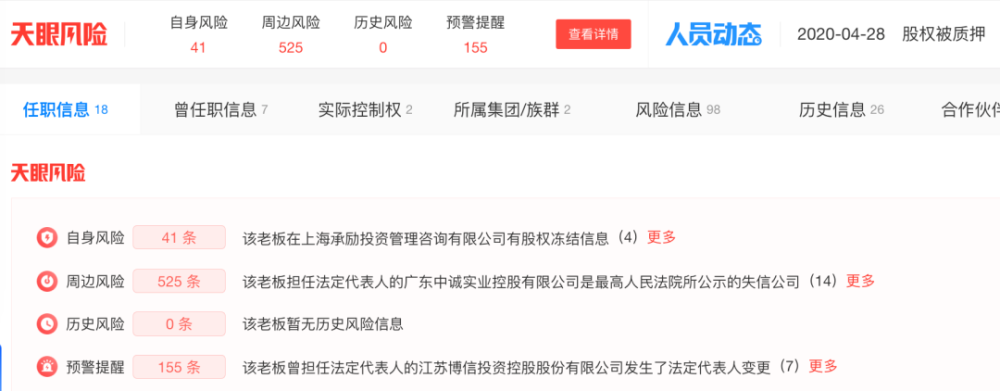 天眼风险 自身风险 周边风险 历史风险 预警提醒 查看详情 人员动态 2020-04-28 股权被质押
41 525 0 155
任职信息 18 曾任职信息 7 实际控制权 2 所属集团/族群 2 风险信息 98 历史信息 26 合作伙伴
天眼风险
自身风险 41 条 该老板在上海承励投资管理咨询有限公司有股权冻结信息（4）更多
周边风险 525 条 该老板担任法定代表人的广东中诚实业控股有限公司是最高人民法院所公示的失信公司（14）更多
历史风险 0 条 该老板暂无历史风险信息
预警提醒 155 条 该老板曾担任法定代表人的江苏博信投资控股股份有限公司发生了法定代表人变更（7）更多